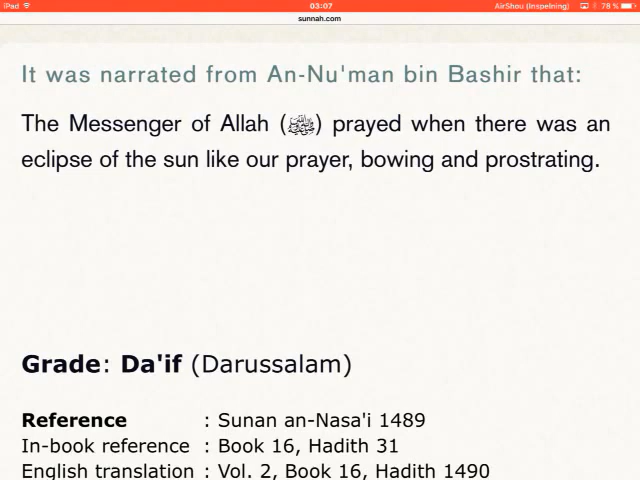 iPad 03:07 AirShou (Inspelning) 78 %
sunnah.com
It was narrated from An-Nu'man bin Bashir that:
The Messenger of Allah (ﷺ) prayed when there was an
eclipse of the sun like our prayer, bowing and prostrating.
Grade: Da'if (Darussalam)
Reference : Sunan an-Nasa'i 1489
In-book reference : Book 16, Hadith 31
English translation : Vol. 2, Book 16, Hadith 1490